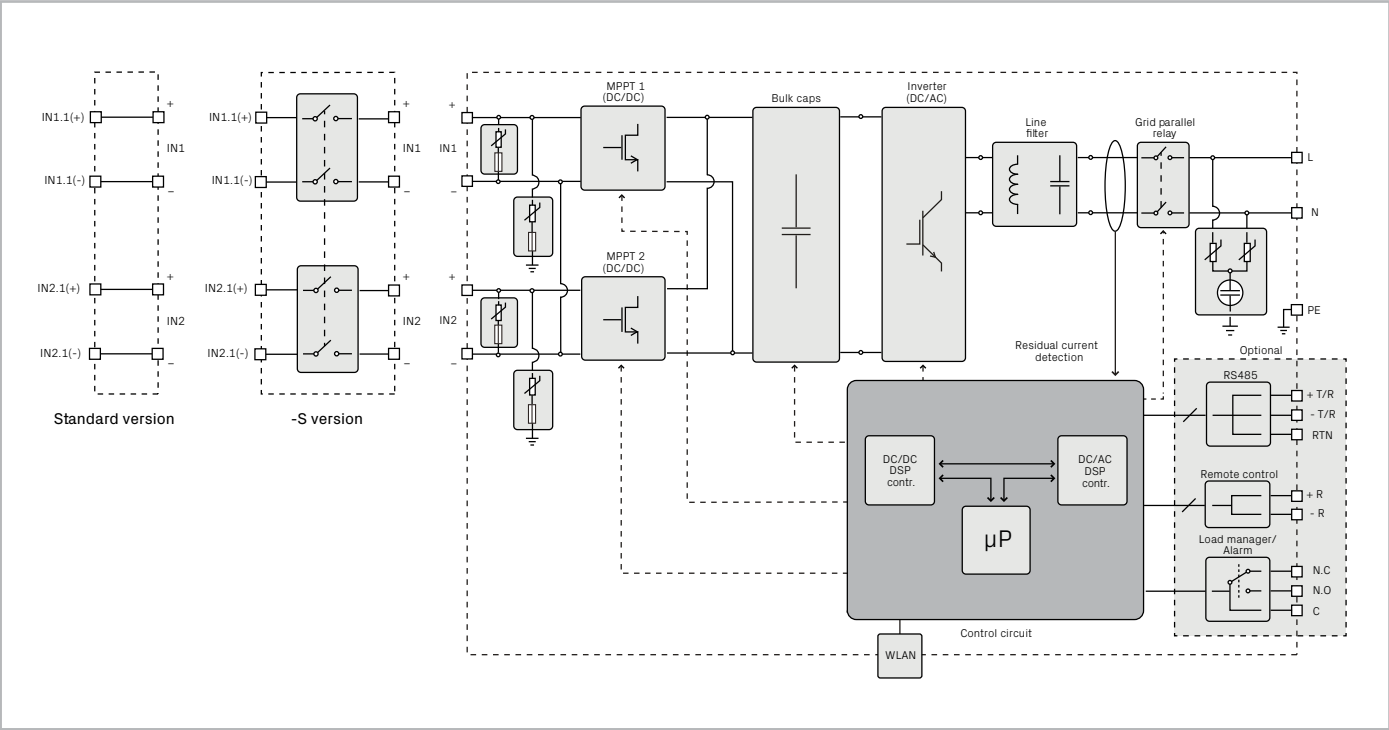 IN1.1(+)
+
IN1
IN1.1(-)
–
IN2.1(+)
+
IN2
IN2.1(-)
–
Standard version
IN1.1(+)
+
IN1
IN1.1(-)
–
IN2.1(+)
+
IN2
IN2.1(-)
–
-S version
+
IN1
–
+
IN2
–
MPPT 1
(DC/DC)
MPPT 2
(DC/DC)
Bulk caps
Inverter
(DC/AC)
Line
filter
Grid parallel
relay
L
N
PE
Residual current
detection
Optional
RS485
+ T/R
- T/R
RTN
Remote control
+ R
- R
Load manager/
Alarm
N.C
N.O
C
DC/DC
DSP
contr.
DC/AC
DSP
contr.
µP
Control circuit
WLAN